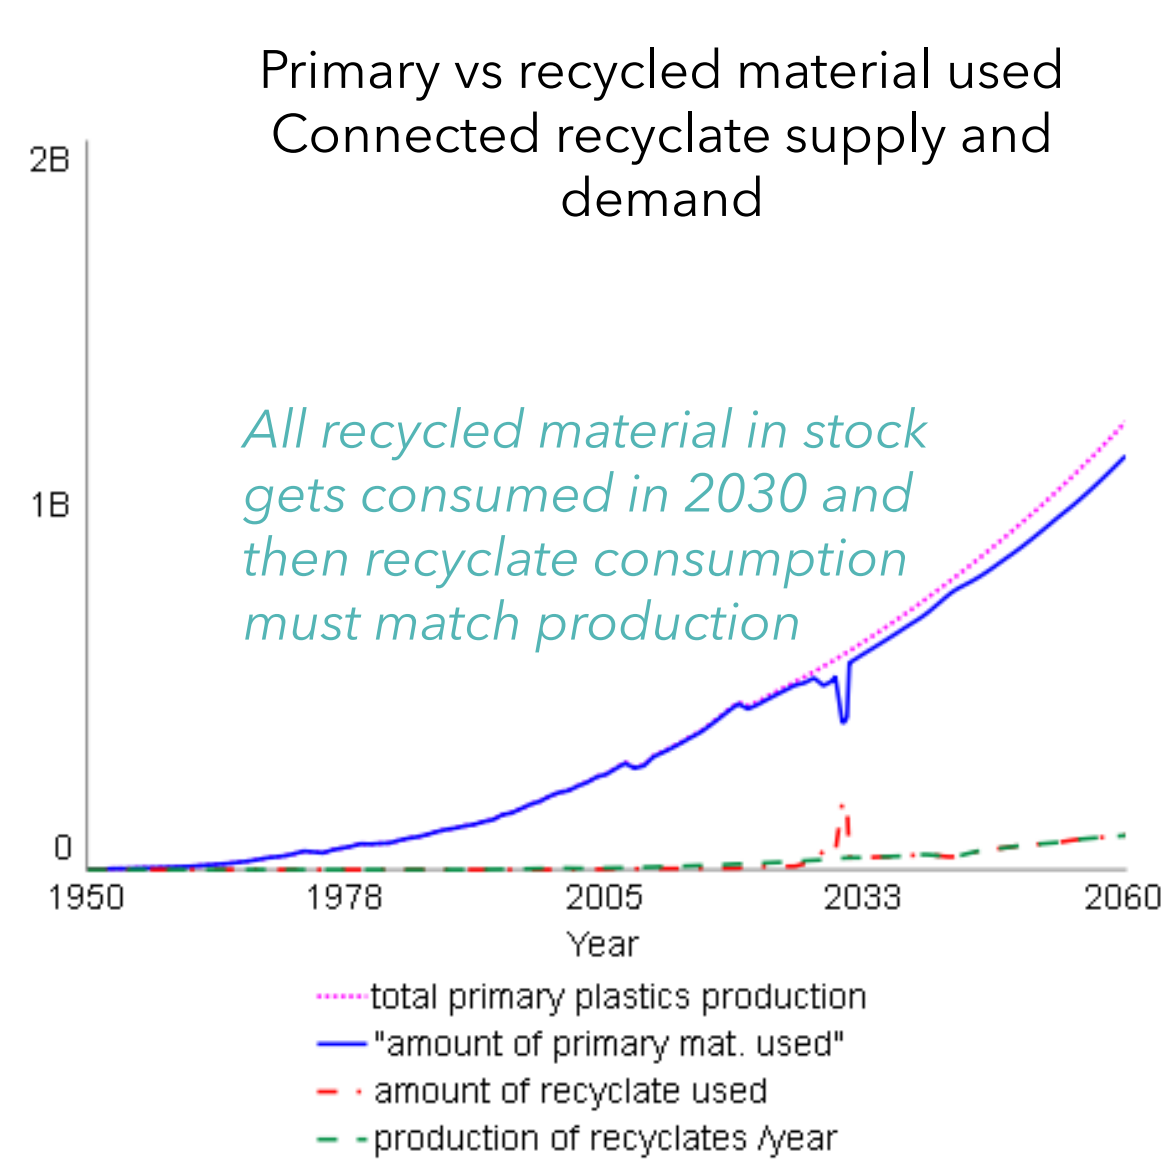 Primary vs recycled material used
Connected recyclate supply and
demand
2B
All recycled material in stock
gets consumed in 2030 and
then recyclate consumption
must match production
1B
0
1950 1978 2005 2033 2060
Year
total primary plastics production
"amount of primary mat. used"
amount of recyclate used
production of recyclates /year